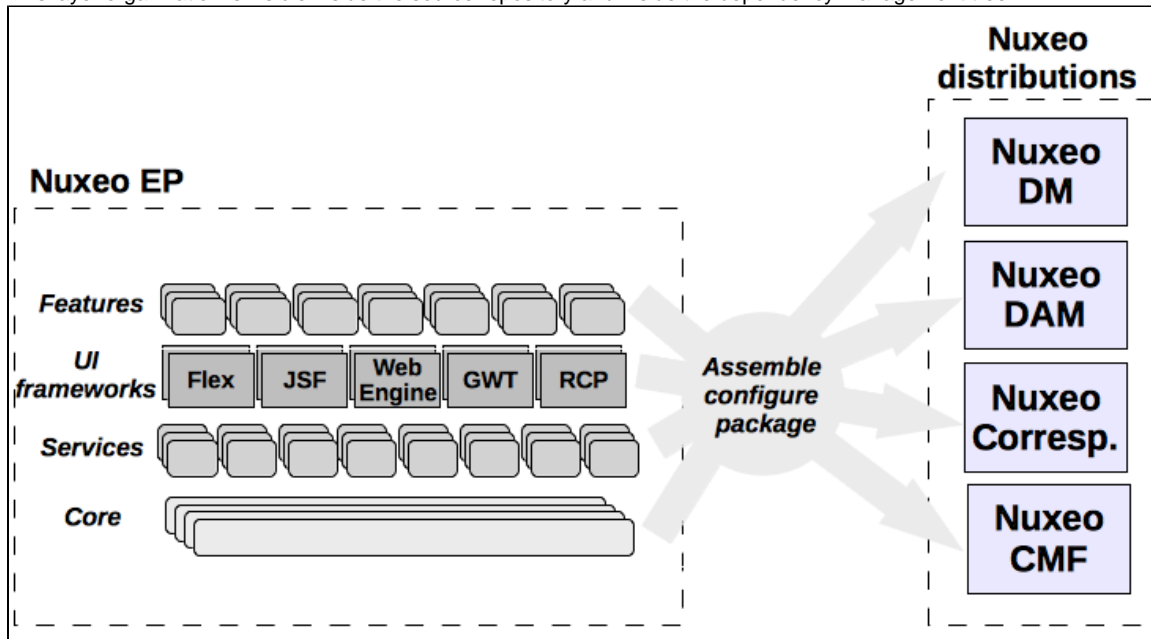 Nuxeo
distributions
Nuxeo EP
Features
UI
frameworks
Flex
JSF
Web
Engine
GWT
RCP
Services
Core
Assemble
configure
package
Nuxeo
DM
Nuxeo
DAM
Nuxeo
Corresp.
Nuxeo
CMF